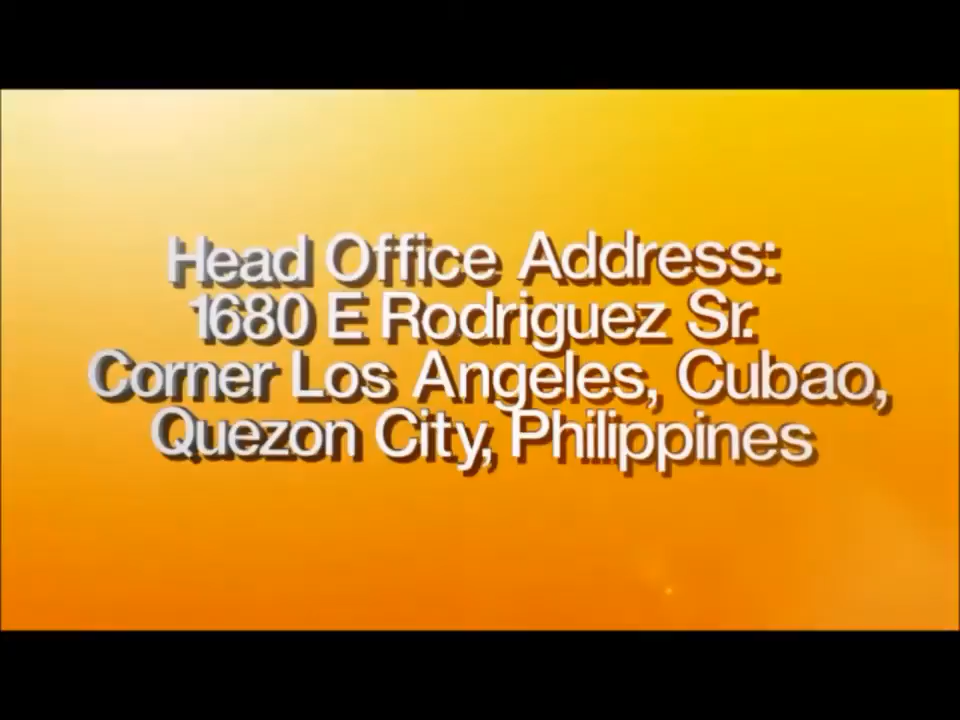 Head Office Address:
1680 E Rodriguez Sr.
Corner Los Angeles, Cubao,
Quezon City, Philippines